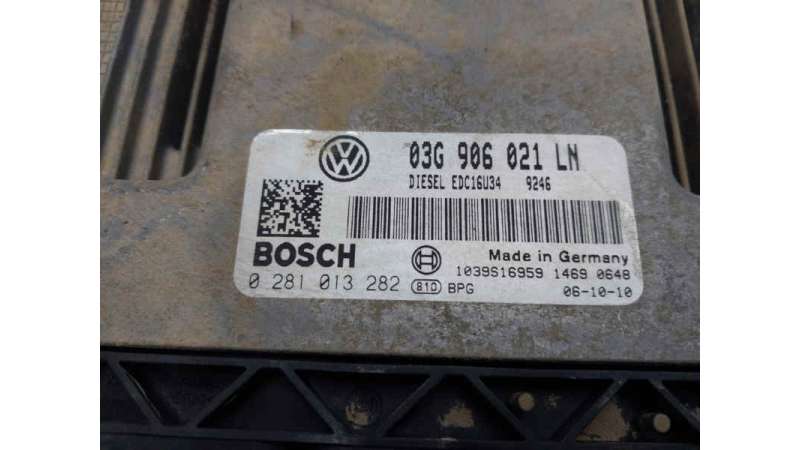 03G 906 021 LN
DIESEL EDC16U34 9246
BOSCH
Made in Germany
1039S16959 1469 0648
0 281 013 282 810 BPG 06-10-10